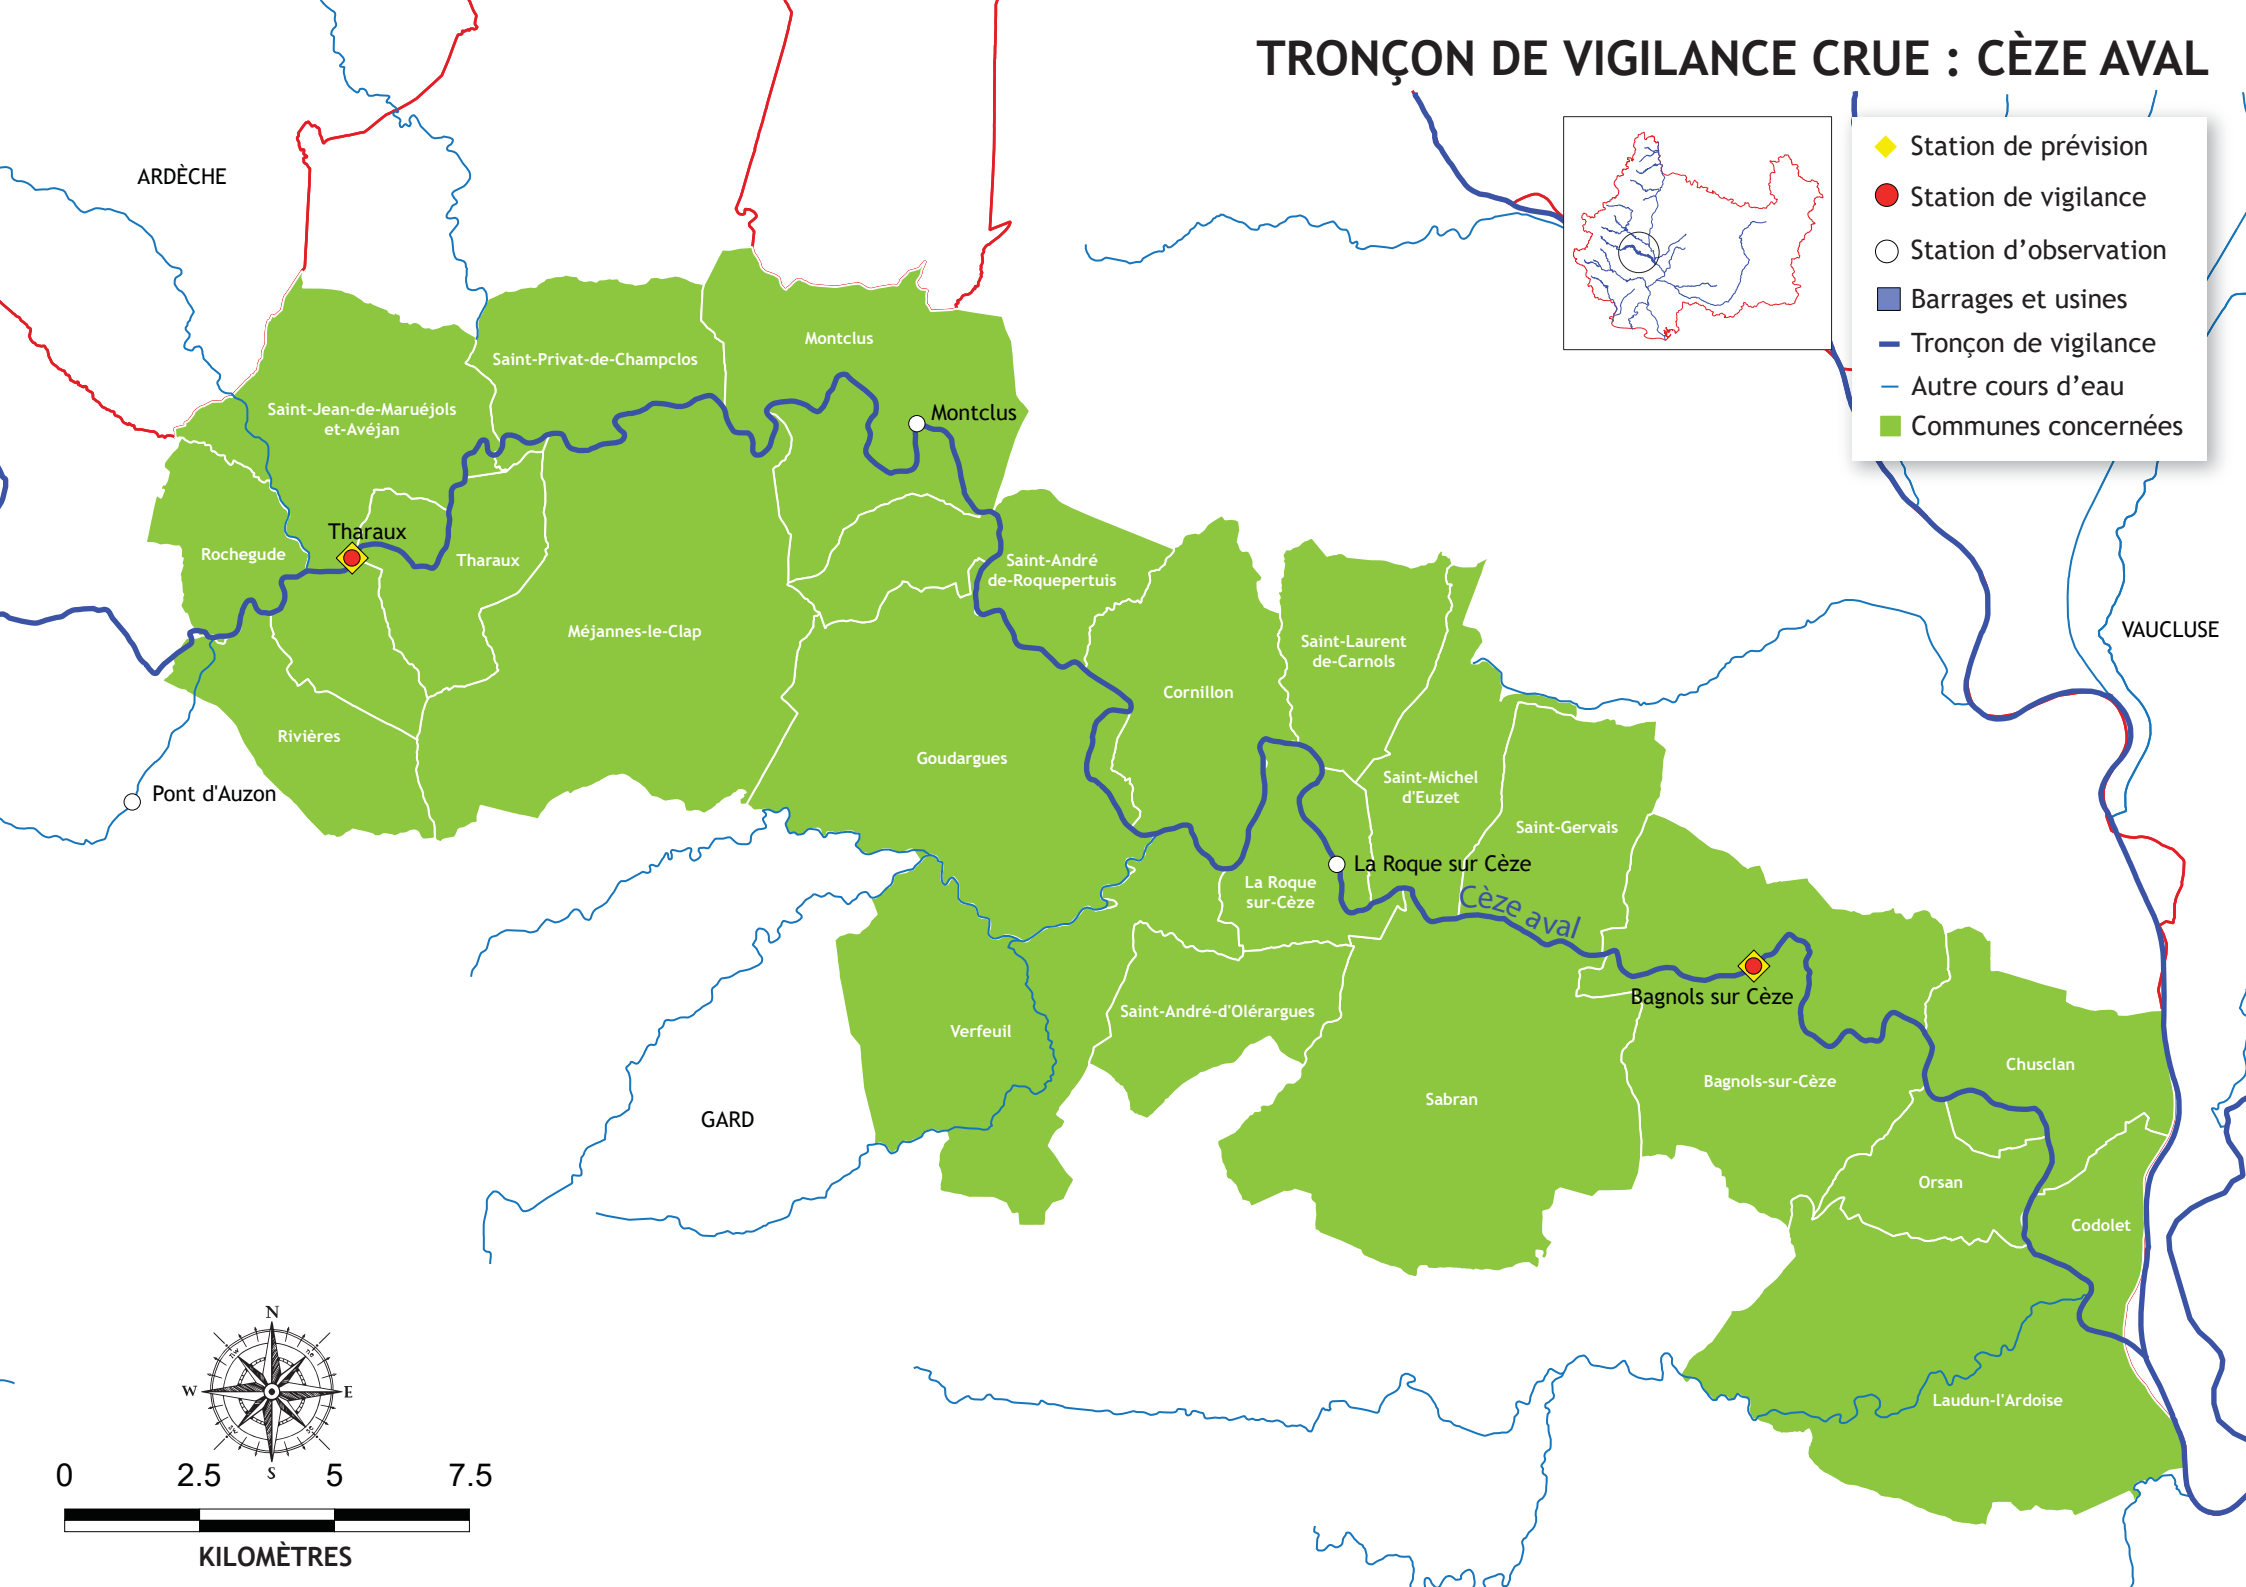 TRONÇON DE VIGILANCE CRUE : CÈZE AVAL
Station de prévision
Station de vigilance
Station d’observation
Barrages et usines
Tronçon de vigilance
Autre cours d’eau
Communes concernées
ARDÈCHE
Montclus
Saint-Privat-de-Champclos
Saint-Jean-de-Maruéjols
et-Avéjan
Montclus
Tharaux
Rochegude
Tharaux
Saint-André
de-Roquepertuis
Méjannes-le-Clap
VAUCLUSE
Saint-Laurent
de-Carnols
Cornillon
Rivières
Goudargues
Saint-Michel
d'Euzet
Pont d'Auzon
Saint-Gervais
La Roque sur Cèze
La Roque
sur-Cèze
Cèze aval
Bagnols sur Cèze
Saint-André-d'Olérargues
Verfeuil
Chusclan
Bagnols-sur-Cèze
Sabran
GARD
Orsan
Codolet
Laudun-l'Ardoise
N
W
E
S
0 2.5 5 7.5
KILOMÈTRES